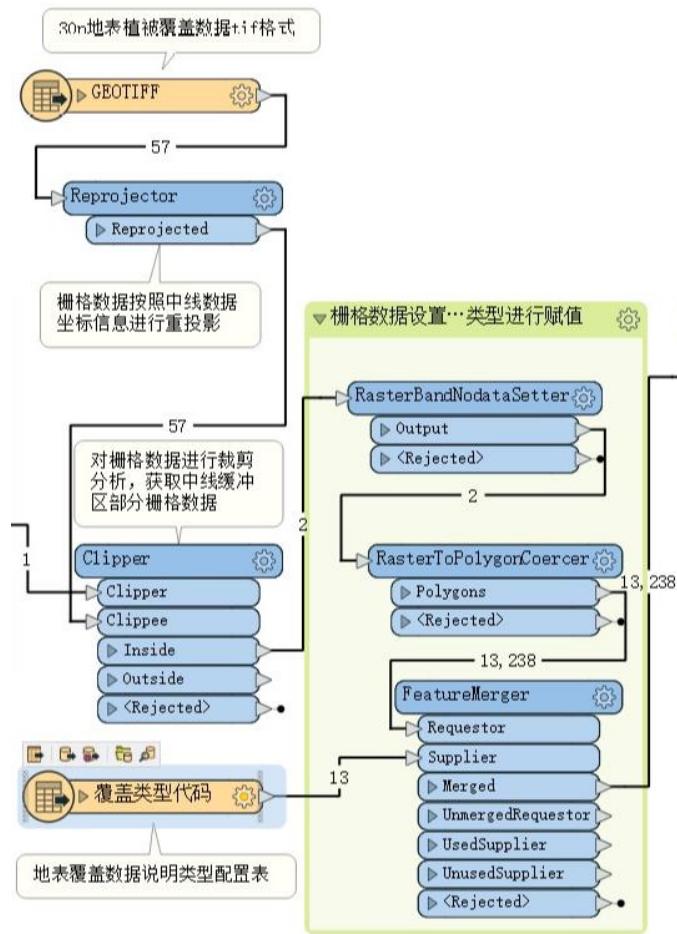 30m地表植被覆盖数据tif格式
GEOTIFF
57
Reprojector
Reprojected
栅格数据按照中线数据
坐标信息进行重投影
栅格数据设置…类型进行赋值
RasterBandNodataSetter
Output
<Rejected>
57
对栅格数据进行裁剪
分析，获取中线缓冲
区部分栅格数据
2
2
1
Clipper
Clipper
Clippee
Inside
Outside
<Rejected>
RasterToPolygonCoercer
Polygons
<Rejected>
13,238
13,238
FeatureMerger
Requestor
Supplier
Merged
UnmergedRequestor
UsedSupplier
UnusedSupplier
<Rejected>
覆盖类型代码
13
地表覆盖数据说明类型配置表